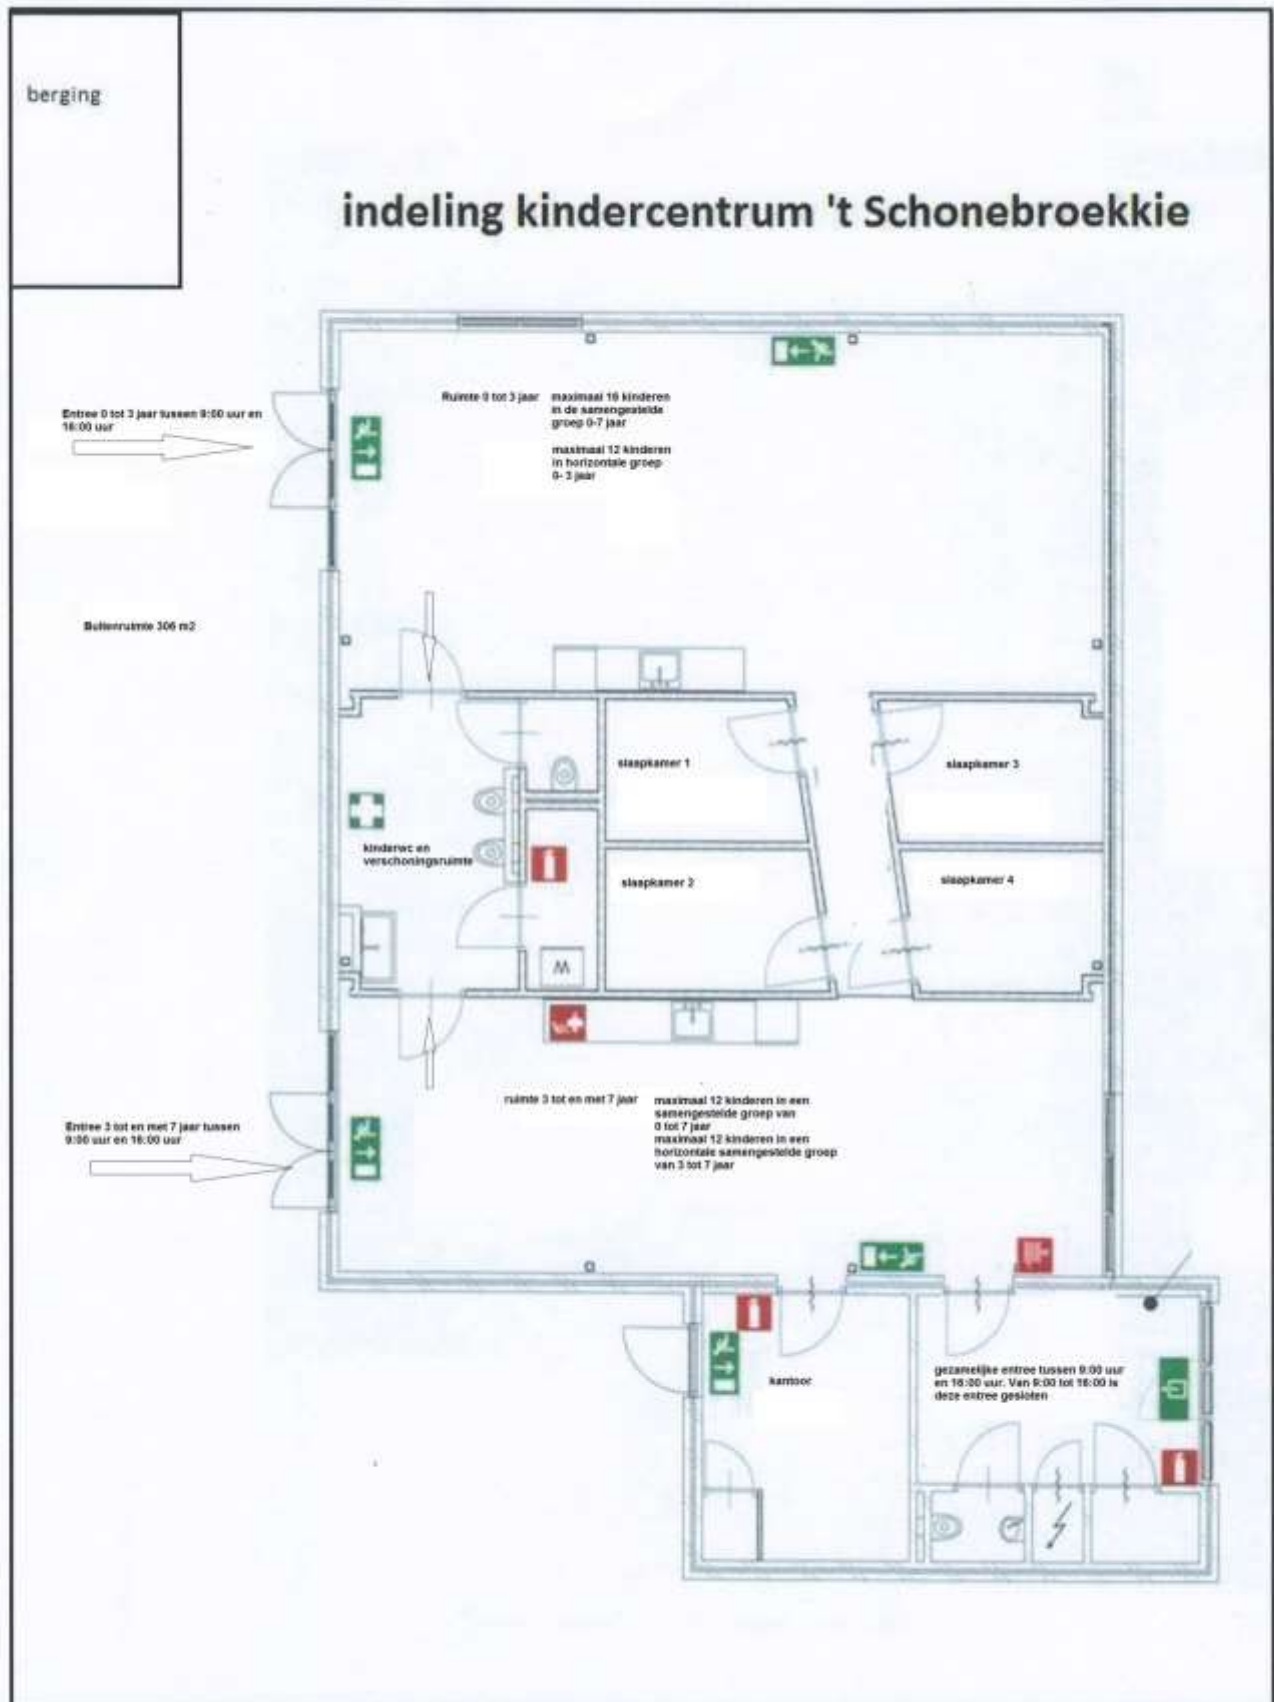 berging
indeling kindercentrum 't Schonebroekkie
Entree 0 tot 3 jaar tussen 9:00 uur en
16:00 uur
Ruimte 0 tot 3 jaar
maximaal 16 kinderen
in de samengestelde
groep 0-7 jaar
maximaal 12 kinderen
in horizontale groep
0- 3 jaar
Buitenruimte 306 m2
slaapkamer 1
slaapkamer 3
kinderwc en
verschoningsruimte
slaapkamer 2
slaapkamer 4
W
ruimte 3 tot en met 7 jaar
maximaal 12 kinderen in een
samengestelde groep van
0 tot 7 jaar
maximaal 12 kinderen in een
horizontale samengestelde groep
van 3 tot 7 jaar
Entree 3 tot en met 7 jaar tussen
9:00 uur en 16:00 uur
kantoor
gezamelijke entree tussen 9:00 uur
en 16:00 uur. Van 9:00 tot 16:00 is
deze entree gesloten